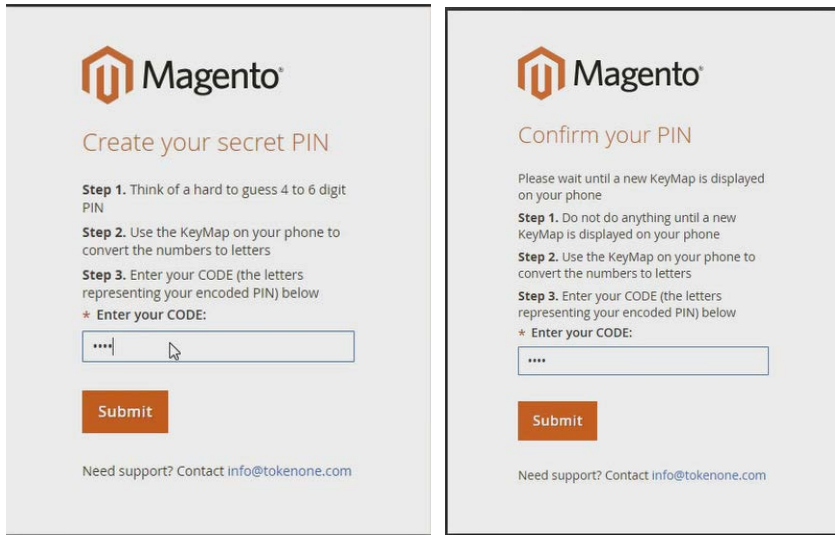 Magento®
Create your secret PIN
Step 1. Think of a hard to guess 4 to 6 digit
PIN
Step 2. Use the KeyMap on your phone to
convert the numbers to letters
Step 3. Enter your CODE (the letters
representing your encoded PIN) below
* Enter your CODE:
••••
Submit
Need support? Contact info@tokenone.com
Magento®
Confirm your PIN
Please wait until a new KeyMap is displayed
on your phone
Step 1. Do not do anything until a new
KeyMap is displayed on your phone
Step 2. Use the KeyMap on your phone to
convert the numbers to letters
Step 3. Enter your CODE (the letters
representing your encoded PIN) below
* Enter your CODE:
••••
Submit
Need support? Contact info@tokenone.com